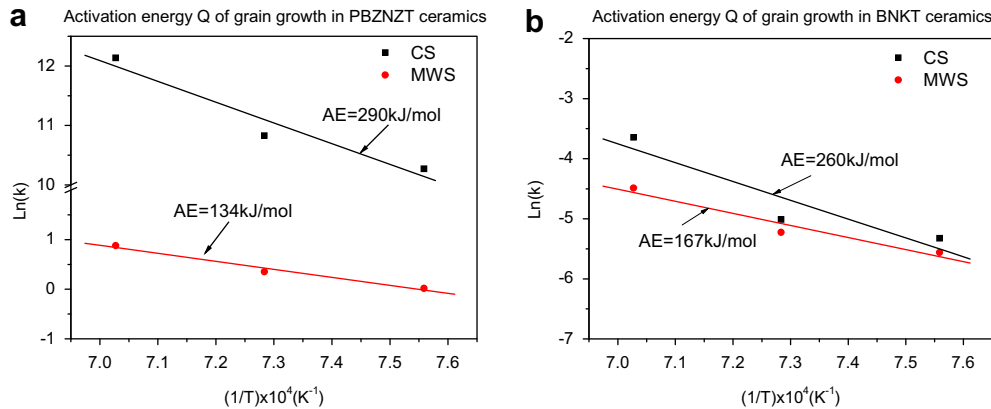 a
Activation energy Q of grain growth in PBZNZT ceramics
CS
MWS
AE=290kJ/mol
AE=134kJ/mol
Ln(k)
12
11
10
1
0
-1
7.0 7.1 7.2 7.3 7.4 7.5 7.6
(1/T)x10⁴(K⁻¹)
b
Activation energy Q of grain growth in BNKT ceramics
CS
MWS
AE=260kJ/mol
AE=167kJ/mol
Ln(k)
-2
-3
-4
-5
-6
-7
7.0 7.1 7.2 7.3 7.4 7.5 7.6
(1/T)x10⁴(K⁻¹)